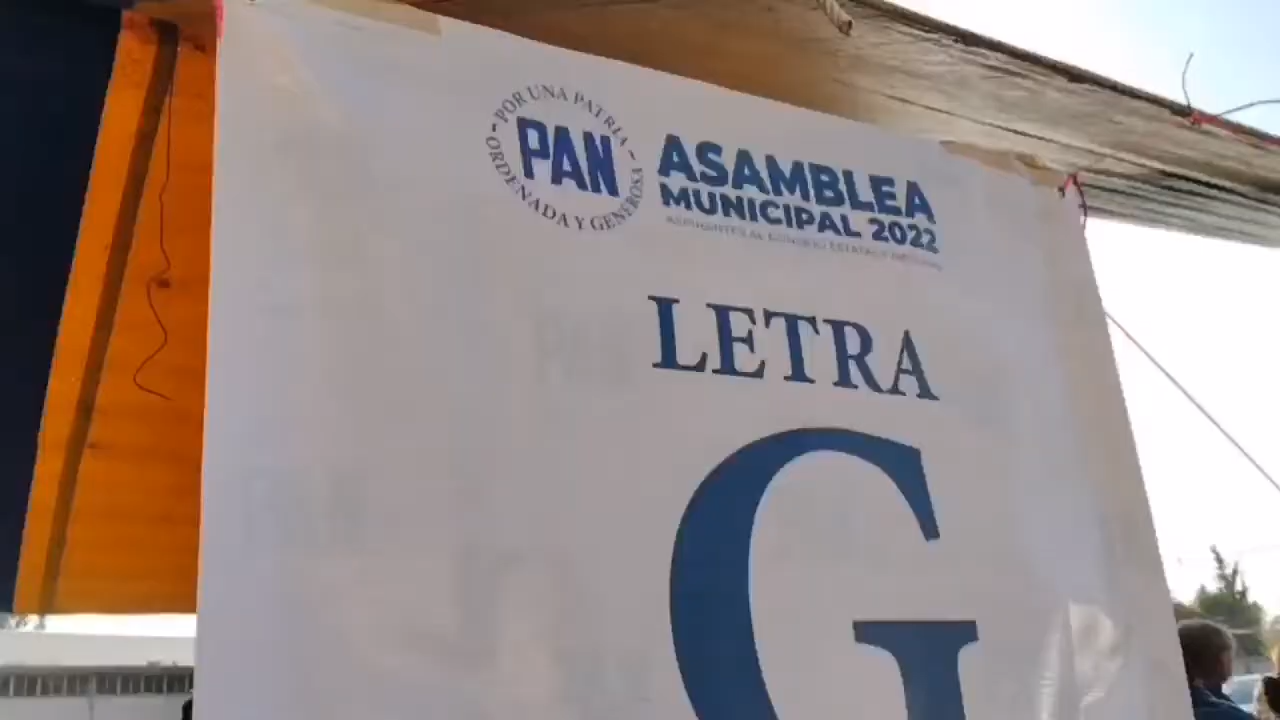 POR UNA PATRIA - ORDENADA Y GENEROSA -
PAN
ASAMBLEA
MUNICIPAL 2022
LETRA
G